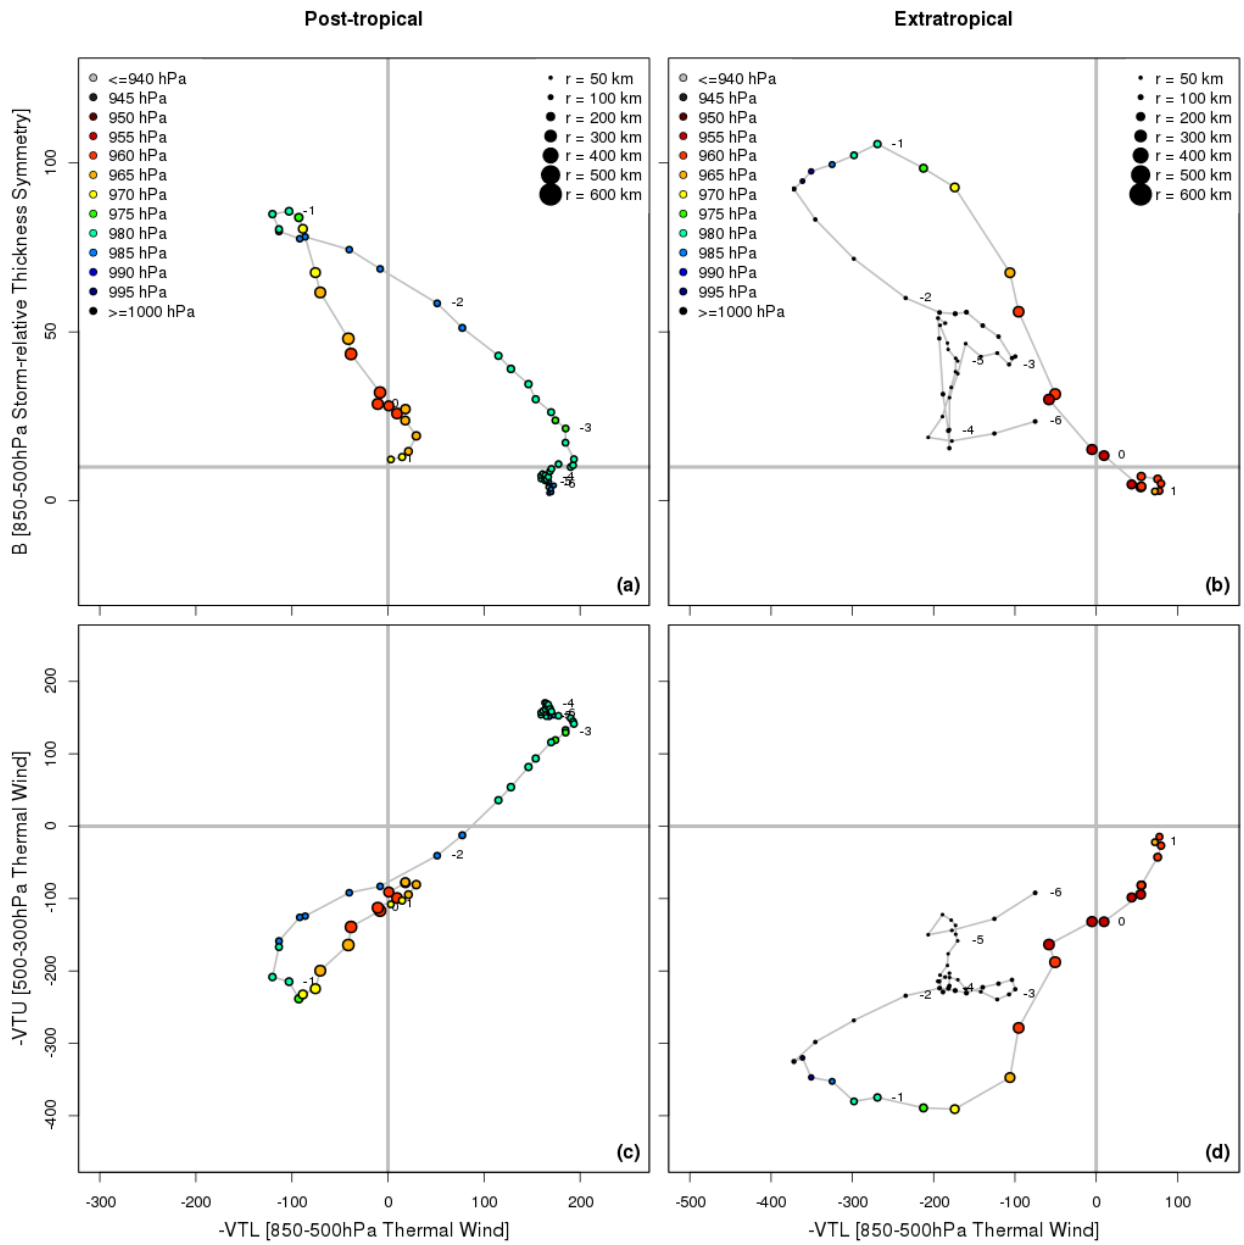 Post-tropical
Extratropical
<=940 hPa
945 hPa
950 hPa
955 hPa
960 hPa
965 hPa
970 hPa
975 hPa
980 hPa
985 hPa
990 hPa
995 hPa
>=1000 hPa
r = 50 km
r = 100 km
r = 200 km
r = 300 km
r = 400 km
r = 500 km
r = 600 km
B [850-500hPa Storm-relative Thickness Symmetry]
100
50
0
-1
-2
-3
-4
-5
-6
0
1
(a)
<=940 hPa
945 hPa
950 hPa
955 hPa
960 hPa
965 hPa
970 hPa
975 hPa
980 hPa
985 hPa
990 hPa
995 hPa
>=1000 hPa
r = 50 km
r = 100 km
r = 200 km
r = 300 km
r = 400 km
r = 500 km
r = 600 km
-1
-2
-3
-5
-4
-6
0
1
(b)
-VTU [500-300hPa Thermal Wind]
200
100
0
-100
-200
-300
-400
-4
-3
-2
1
0
-1
(c)
1
-6
0
-5
-4
-3
-2
-1
(d)
-300
-200
-100
0
100
200
-VTL [850-500hPa Thermal Wind]
-500
-400
-300
-200
-100
0
100
-VTL [850-500hPa Thermal Wind]